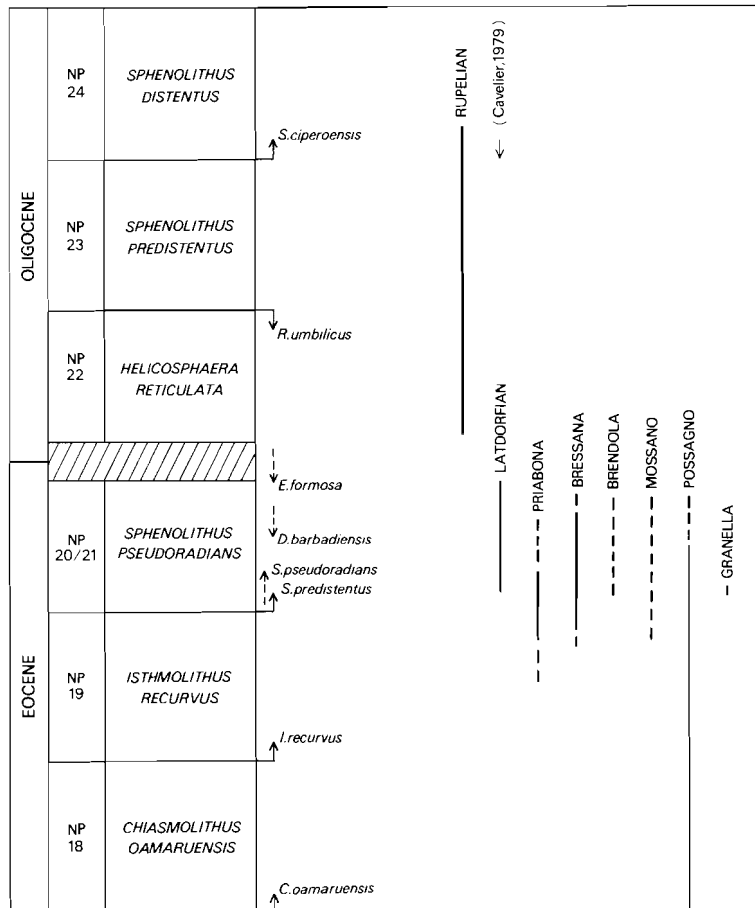 OLIGOCENE
EOCENE
NP
24
SPHENOLITHUS
DISTENTUS
S.ciperoensis
NP
23
SPHENOLITHUS
PREDISTENTUS
R.umbilicus
NP
22
HELICOSPHAERA
RETICULATA
E.formosa
NP
20/21
SPHENOLITHUS
PSEUDORADIANS
D.barbadiensis
S.pseudoradians
S.predistentus
NP
19
ISTHMOLITHUS
RECURVUS
I.recurvus
NP
18
CHIASMOLITHUS
OAMARUENSIS
C.oamaruensis
RUPELIAN
← (Cavelier,1979)
LATDORFIAN
PRIABONA
BRESSANA
BRENDOLA
MOSSANO
POSSAGNO
GRANELLA